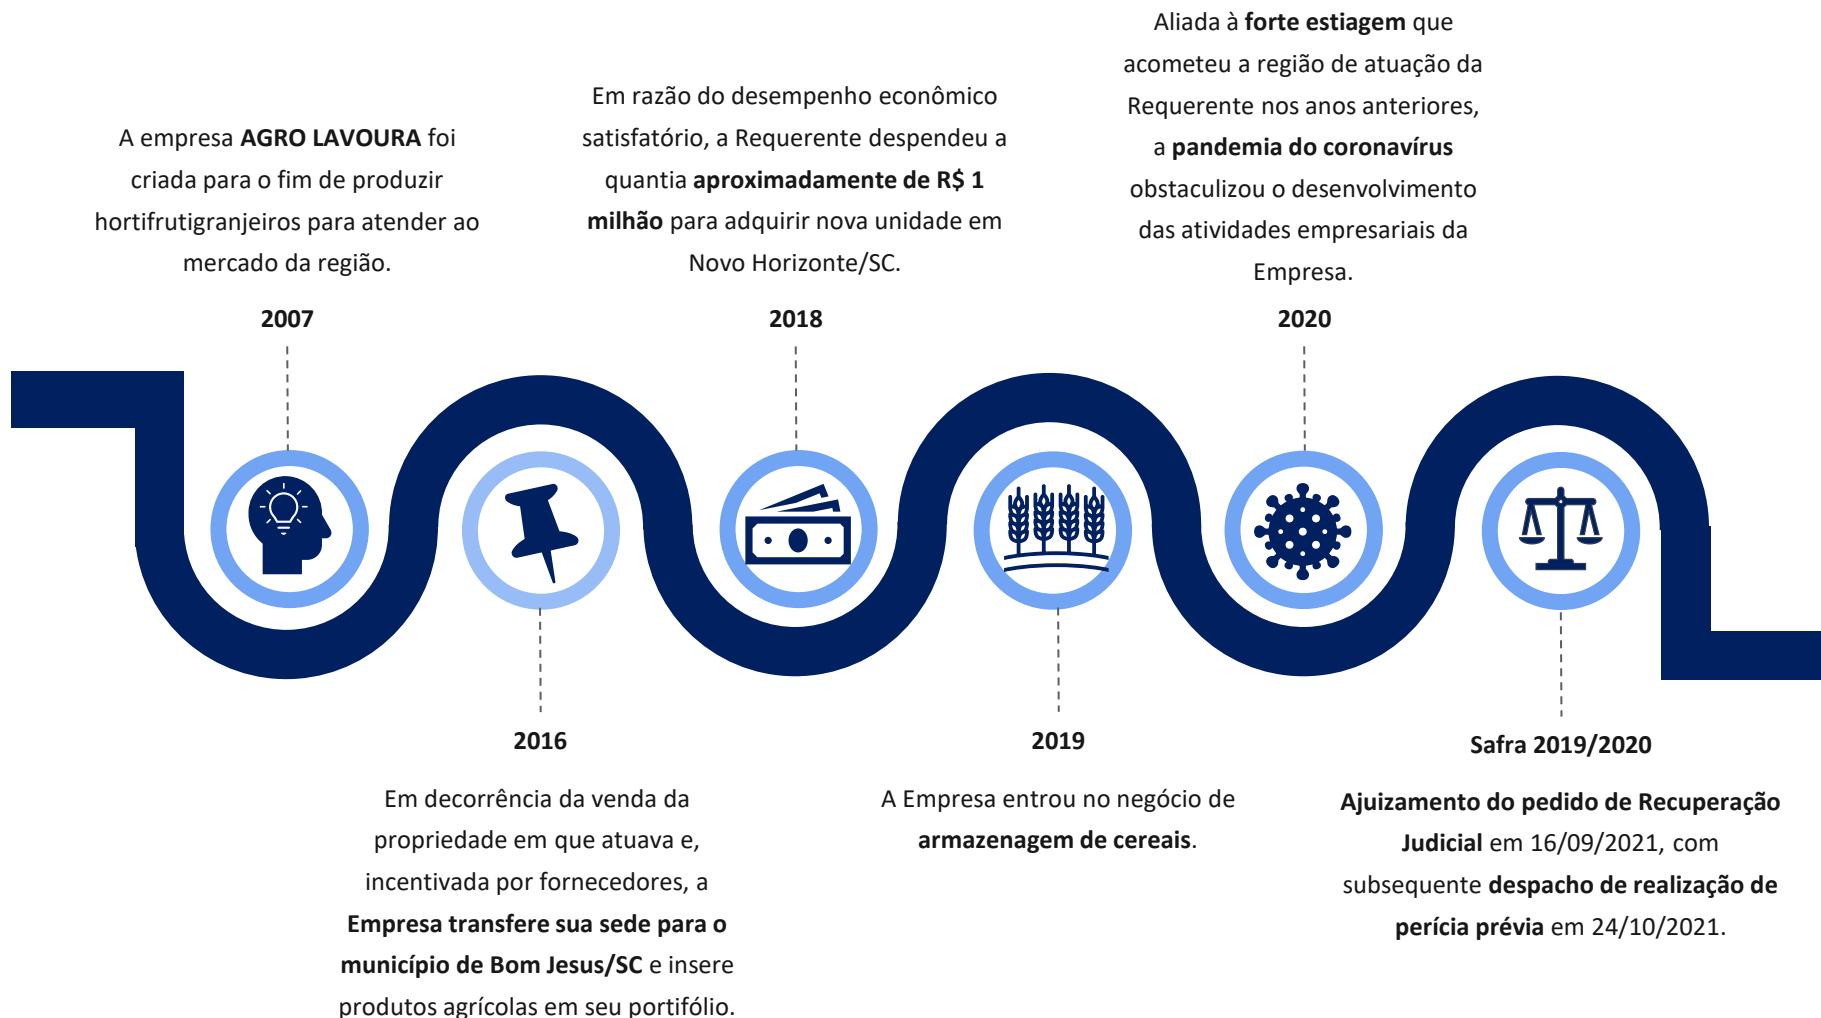 A empresa AGRO LAVOURA foi
criada para o fim de produzir
hortifrutigranjeiros para atender ao
mercado da região.
2007
Em decorrência da venda da
propriedade em que atuava e,
incentivada por fornecedores, a
Empresa transfere sua sede para o
município de Bom Jesus/SC e insere
produtos agrícolas em seu portifólio.
2016
Em razão do desempenho econômico
satisfatório, a Requerente despendeu a
quantia aproximadamente de R$ 1
milhão para adquirir nova unidade em
Novo Horizonte/SC.
2018
2019
A Empresa entrou no negócio de
armazenagem de cereais.
Aliada à forte estiagem que
acometeu a região de atuação da
Requerente nos anos anteriores,
a pandemia do coronavírus
obstaculizou o desenvolvimento
das atividades empresariais da
Empresa.
2020
Safra 2019/2020
Ajuizamento do pedido de Recuperação
Judicial em 16/09/2021, com
subsequente despacho de realização de
perícia prévia em 24/10/2021.